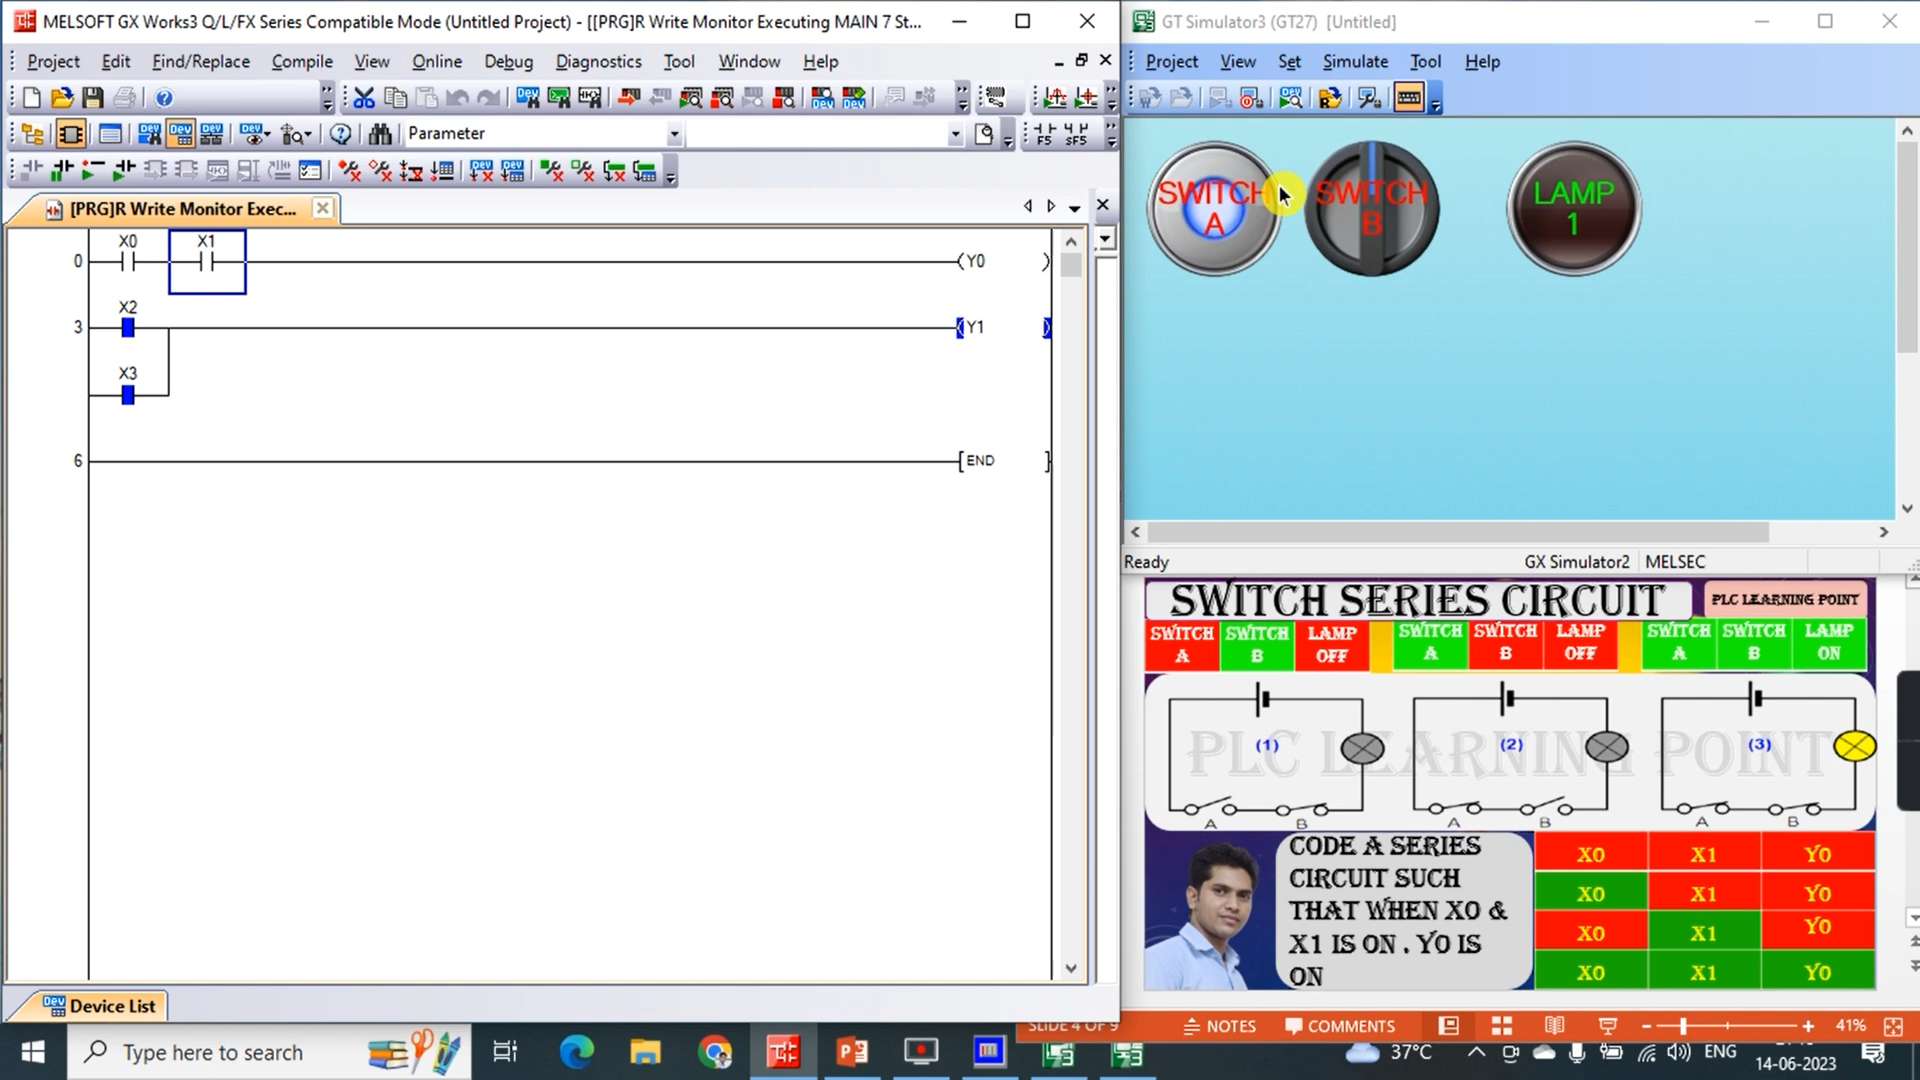 MELSOFT GX Works3 Q/L/FX Series Compatible Mode (Untitled Project) - [[PRG]R Write Monitor Executing MAIN 7 St...
Project Edit Find/Replace Compile View Online Debug Diagnostics Tool Window Help
Parameter
F5 sF5
[PRG]R Write Monitor Exec...
X0 X1
0 Y0
X2
3 Y1
X3
6 END
Device List
GT Simulator3 (GT27) [Untitled]
Project View Set Simulate Tool Help
SWITCH A
SWITCH B
LAMP 1
Ready GX Simulator2 MELSEC
SWITCH SERIES CIRCUIT
PLC LEARNING POINT
SWITCH A SWITCH B LAMP OFF SWITCH A SWITCH B LAMP OFF SWITCH A SWITCH B LAMP ON
(1) (2) (3)
PLC LEARNING POINT
A B A B A B
CODE A SERIES
CIRCUIT SUCH
THAT WHEN X0 &
X1 IS ON . Y0 IS
ON
X0 X1 Y0
X0 X1 Y0
X0 X1 Y0
X0 X1 Y0
SLIDE 4 OF 9 NOTES COMMENTS 41%
Type here to search
37°C ENG
14-06-2023